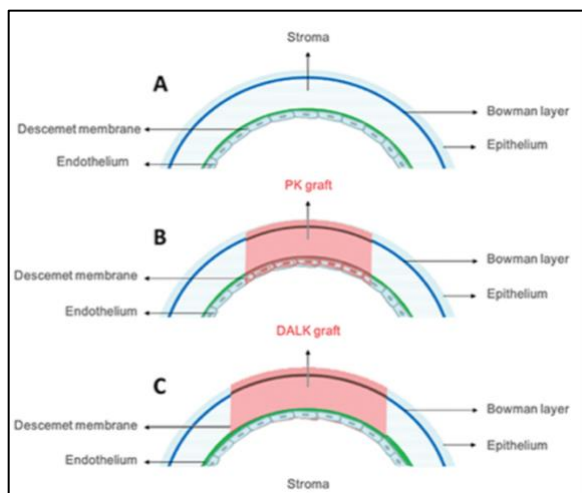 Stroma
A
Bowman layer
Descemet membrane
Epithelium
Endothelium
PK graft
B
Bowman layer
Descemet membrane
Epithelium
Endothelium
DALK graft
C
Bowman layer
Descemet membrane
Epithelium
Endothelium
Stroma